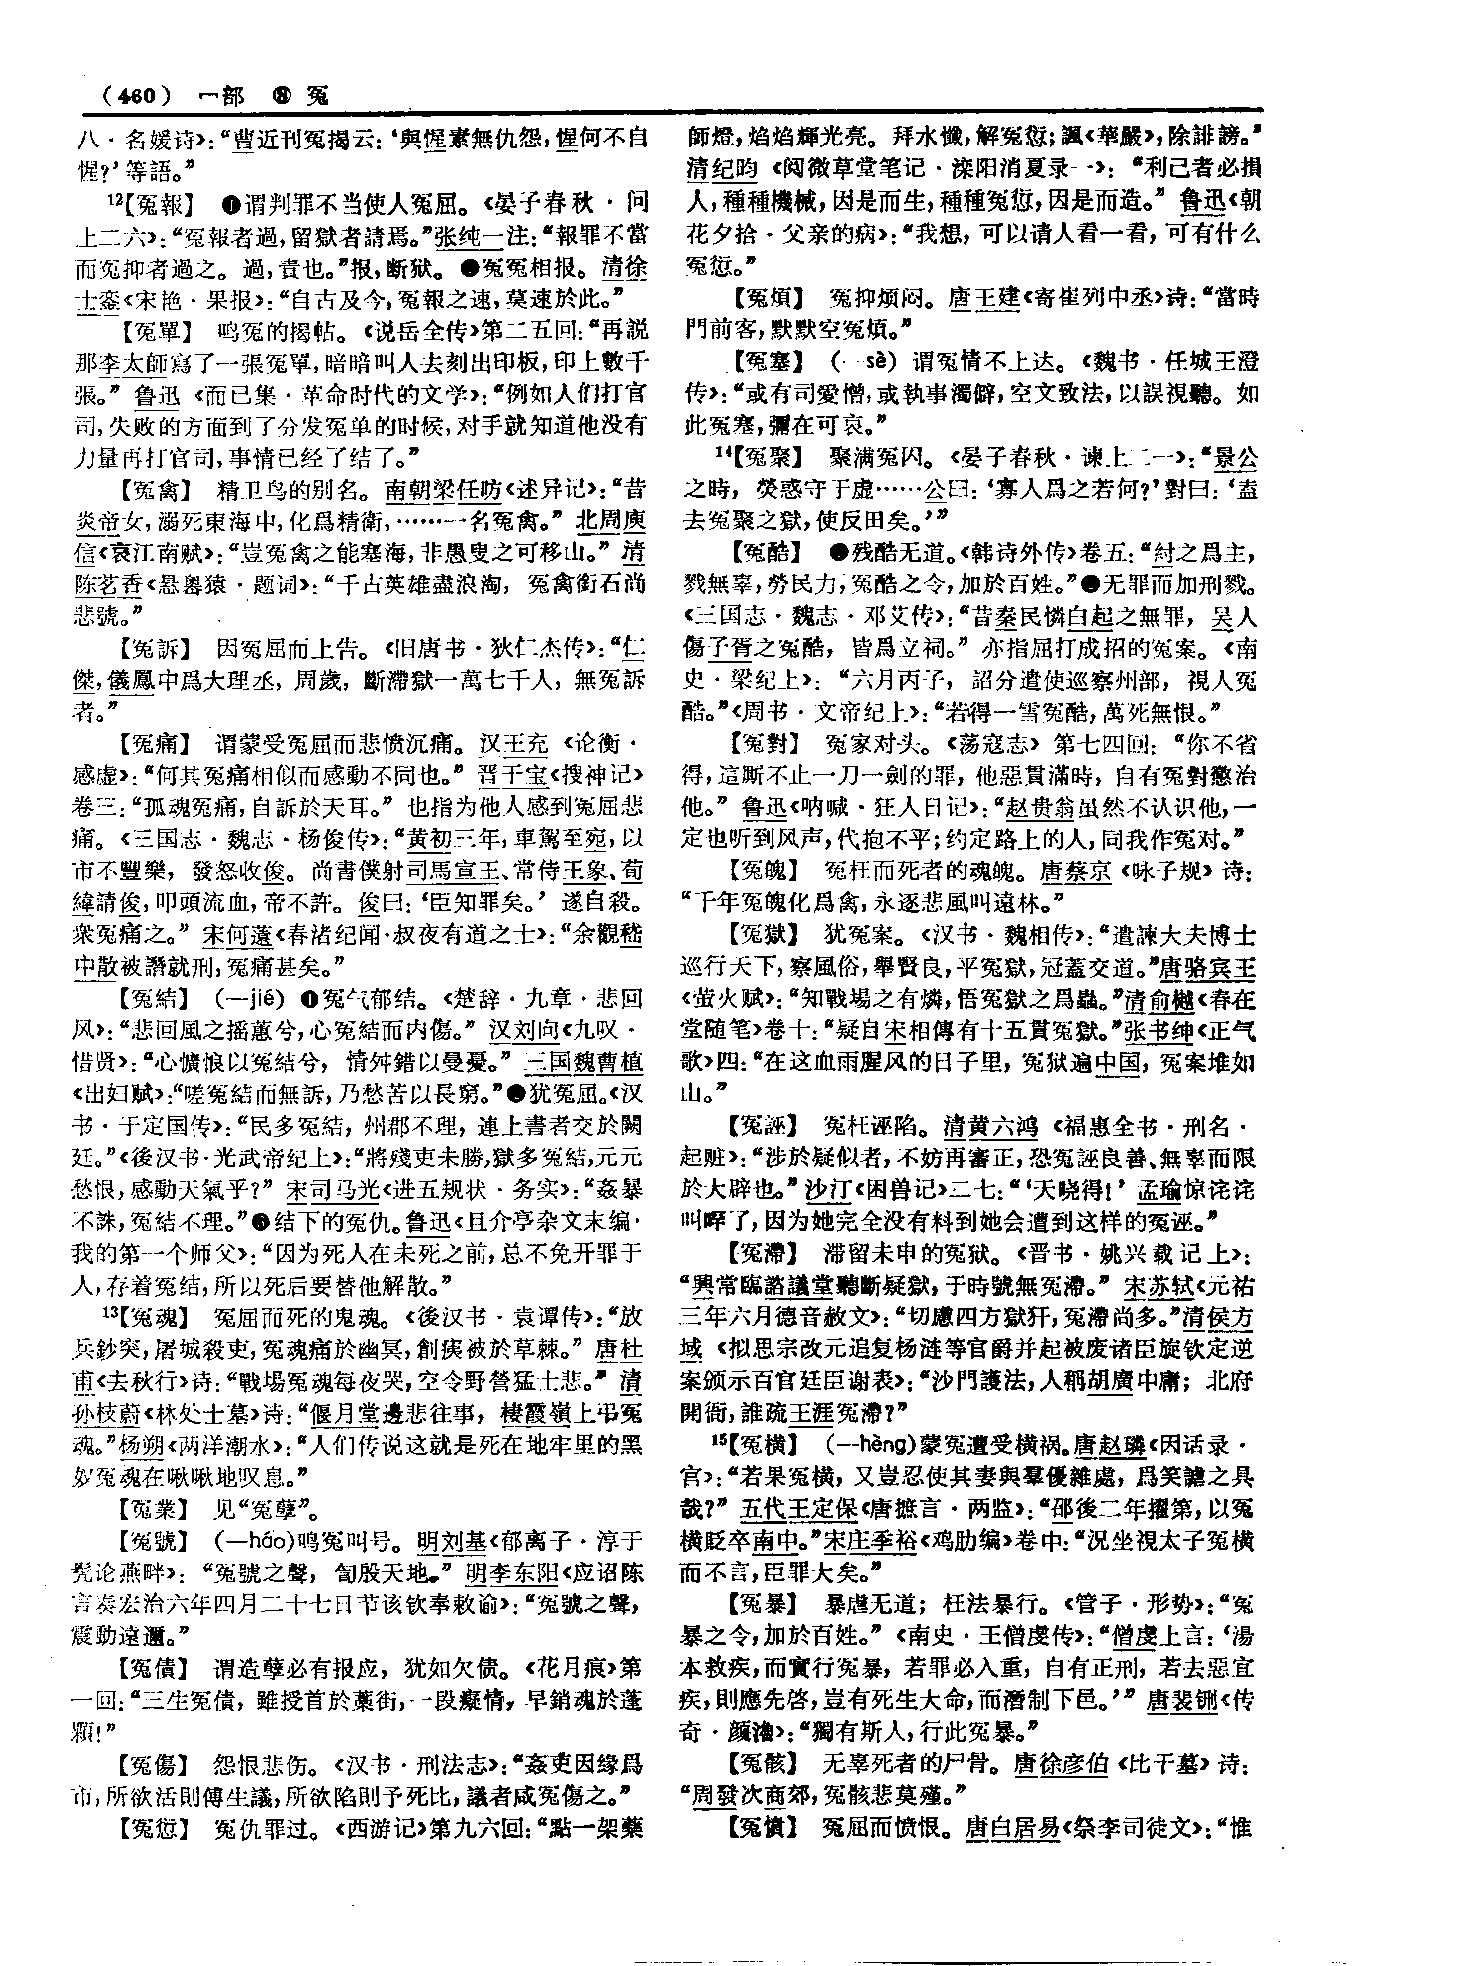 （460） 冖部 ⑧ 冤
八·名媛诗》：“曹近刊冤揭云：‘與惺素無仇怨，惺何不自
惺？’等語。”
12【冤報】 ❶谓判罪不当使人冤屈。《晏子春秋·问
上二六》：“冤報者過，留獄者請焉。”张纯一注：“報罪不當
而冤抑者過之。過，責也。”报，断狱。❷冤冤相报。清徐
士銮《宋艳·果报》：“自古及今，冤報之速，莫速於此。”
【冤單】 鸣冤的揭帖。《说岳全传》第二五回：“再説
那李太師寫了一張冤單，暗暗叫人去刻出印板，印上數千
張。”鲁迅《而已集·革命时代的文学》：“例如人们打官
司，失败的方面到了分发冤单的时候，对手就知道他没有
力量再打官司，事情已经了结了。”
【冤禽】 精卫鸟的别名。南朝梁任昉《述异记》：“昔
炎帝女，溺死東海中，化爲精衛，……一名冤禽。”北周庾
信《哀江南赋》：“豈冤禽之能塞海，非愚叟之可移山。”清
陈茗香《悬嶴猿·题词》：“千古英雄盡浪淘，冤禽銜石尚
悲號。”
【冤訴】 因冤屈而上告。《旧唐书·狄仁杰传》：“仁
傑，儀鳳中爲大理丞，周歲，斷滯獄一萬七千人，無冤訴
者。”
【冤痛】 谓蒙受冤屈而悲愤沉痛。汉王充《论衡·
感虚》：“何其冤痛相似而感動不同也。”晋干宝《搜神记》
卷三：“孤魂冤痛，自訴於天耳。”也指为他人感到冤屈悲
痛。《三国志·魏志·杨俊传》：“黄初三年，車駕至宛，以
市不豐樂，發怒收俊。尚書僕射司馬宣王、常侍王象、荀
緯請俊，叩頭流血，帝不許。俊曰：‘臣知罪矣。’遂自殺。
衆冤痛之。”宋何薳《春渚纪闻·叔夜有道之士》：“余觀嵇
中散被譖就刑，冤痛甚矣。”
【冤結】 （—jié）❶冤气郁结。《楚辞·九章·悲回
风》：“悲回風之摇蕙兮，心冤結而内傷。”汉刘向《九叹·
惜贤》：“心懭悢以冤結兮，情舛錯以曼憂。”三国魏曹植
《出妇赋》：“嗟冤結而無訴，乃愁苦以長窮。”❷犹冤屈。《汉
书·于定国传》：“民多冤結，州郡不理，連上書者交於闕
廷。”《後汉书·光武帝纪上》：“將殘吏未勝，獄多冤結，元元
愁恨，感動天氣乎？”宋司马光《进五规状·务实》：“姦暴
不誅，冤結不理。”❸结下的冤仇。鲁迅《且介亭杂文末编·
我的第一个师父》：“因为死人在未死之前，总不免开罪于
人，存着冤结，所以死后要替他解散。”
13【冤魂】 冤屈而死的鬼魂。《後汉书·袁谭传》：“放
兵鈔突，屠城殺吏，冤魂痛於幽冥，創痍被於草棘。”唐杜
甫《去秋行》诗：“戰場冤魂每夜哭，空令野營猛士悲。”清
孙枝蔚《林处士墓》诗：“偃月堂邊悲往事，棲霞嶺上弔冤
魂。”杨朔《两洋潮水》：“人们传说这就是死在地牢里的黑
奴冤魂在啾啾地叹息。”
【冤業】 见“冤孽”。
【冤號】 （—háo）鸣冤叫号。明刘基《郁离子·淳于
髡论燕畔》：“冤號之聲，訇殷天地。”明李东阳《应诏陈
言奏宏治六年四月二十七日节该钦奉敕谕》：“冤號之聲，
震動遠邇。”
【冤債】 谓造孽必有报应，犹如欠债。《花月痕》第
一回：“三生冤債，雖授首於藁街，一段癡情，早銷魂於蓬
顆！”
【冤傷】 怨恨悲伤。《汉书·刑法志》：“姦吏因缘爲
市，所欲活則傅生議，所欲陷則予死比，議者咸冤傷之。”
【冤愆】 冤仇罪过。《西游记》第九六回：“點一架藥
師燈，焰焰輝光亮。拜水懺，解冤愆；諷《華嚴》，除誹謗。”
清纪昀《阅微草堂笔记·滦阳消夏录一》：“利己者必損
人，種種機械，因是而生，種種冤愆，因是而造。”鲁迅《朝
花夕拾·父亲的病》：“我想，可以请人看一看，可有什么
冤愆。”
【冤煩】 冤抑烦闷。唐王建《寄崔列中丞》诗：“當時
門前客，默默空冤煩。”
【冤塞】 （—sè）谓冤情不上达。《魏书·任城王澄
传》：“或有司愛憎，或執事濁僻，空文致法，以誤視聽。如
此冤塞，彌在可哀。”
14【冤聚】 聚满冤囚。《晏子春秋·谏上二一》：“景公
之時，熒惑守于虚……公曰：‘寡人爲之若何？’對曰：‘盍
去冤聚之獄，使反田矣。’”
【冤酷】 ❶残酷无道。《韩诗外传》卷五：“紂之爲主，
戮無辜，勞民力，冤酷之令，加於百姓。”❷无罪而加刑戮。
《三国志·魏志·邓艾传》：“昔秦民憐白起之無罪，吴人
傷子胥之冤酷，皆爲立祠。”亦指屈打成招的冤案。《南
史·梁纪上》：“六月丙子，詔分遣使巡察州部，視人冤
酷。”《周书·文帝纪上》：“若得一雪冤酷，萬死無恨。”
【冤對】 冤家对头。《荡寇志》第七四回：“你不省
得，這厮不止一刀一劍的罪，他惡貫滿時，自有冤對懲治
他。”鲁迅《呐喊·狂人日记》：“赵贵翁虽然不认识他，一
定也听到风声，代抱不平；约定路上的人，同我作冤对。”
【冤魄】 冤枉而死者的魂魄。唐蔡京《咏子规》诗：
“千年冤魄化爲禽，永逐悲風叫遠林。”
【冤獄】 犹冤案。《汉书·魏相传》：“遣諫大夫博士
巡行天下，察風俗，舉賢良，平冤獄，冠蓋交道。”唐骆宾王
《萤火赋》：“知戰場之有燐，悟冤獄之爲蟲。”清俞樾《春在
堂随笔》卷十：“疑自宋相傳有十五貫冤獄。”张书绅《正气
歌》四：“在这血雨腥风的日子里，冤狱遍中国，冤案堆如
山。”
【冤誣】 冤枉诬陷。清黄六鸿《福惠全书·刑名·
起赃》：“涉於疑似者，不妨再審正，恐冤誣良善、無辜而限
於大辟也。”沙汀《困兽记》二七：“‘天晓得！’孟瑜惊诧诧
叫哶了，因为她完全没有料到她会遭到这样的冤诬。”
【冤滯】 滞留未申的冤狱。《晋书·姚兴载记上》：
“興常臨諮議堂聽斷疑獄，于時號無冤滯。”宋苏轼《元祐
三年六月德音赦文》：“切慮四方獄犴，冤滯尚多。”清侯方
域《拟思宗改元追复杨涟等官爵并起被废诸臣旋钦定逆
案颁示百官廷臣谢表》：“沙門護法，人稱胡廣中庸；北府
開衙，誰疏王涯冤滯？”
15【冤横】 （—hèng）蒙冤遭受横祸。唐赵璘《因话录·
宫》：“若果冤横，又豈忍使其妻與羣優雜處，爲笑謔之具
哉？”五代王定保《唐摭言·两监》：“邵後二年擢第，以冤
横貶卒南中。”宋庄季裕《鸡肋编》卷中：“况坐視太子冤横
而不言，臣罪大矣。”
【冤暴】 暴虐无道；枉法暴行。《管子·形势》：“冤
暴之令，加於百姓。”《南史·王僧虔传》：“僧虔上言：‘湯
本救疾，而實行冤暴，若罪必入重，自有正刑，若去惡宜
疾，則應先啓，豈有死生大命，而潛制下邑。’”唐裴铏《传
奇·颜濬》：“獨有斯人，行此冤暴。”
【冤骸】 无辜死者的尸骨。唐徐彦伯《比干墓》诗：
“周發次商郊，冤骸悲莫殣。”
【冤憤】 冤屈而愤恨。唐白居易《祭李司徒文》：“惟